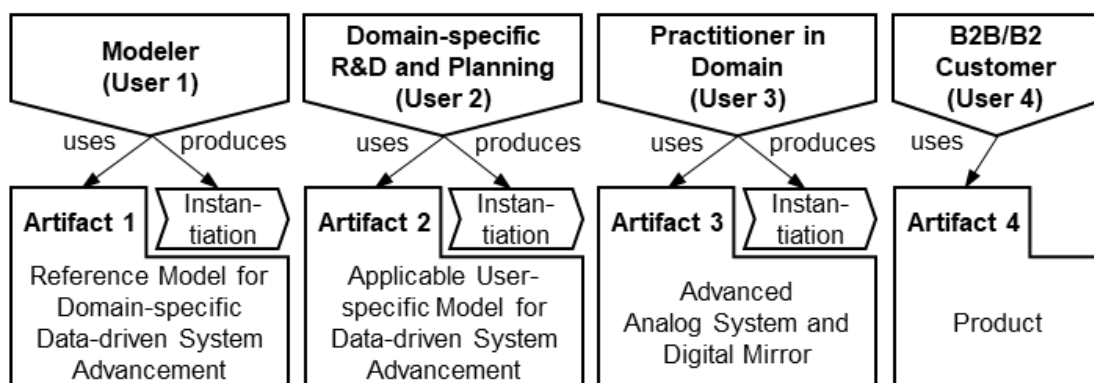 Modeler
(User 1)
Domain-specific
R&D and Planning
(User 2)
Practitioner in
Domain
(User 3)
B2B/B2
Customer
(User 4)
uses
produces
uses
produces
uses
produces
uses
Artifact 1
Instan-
tiation
Artifact 2
Instan-
tiation
Artifact 3
Instan-
tiation
Artifact 4
Reference Model for
Domain-specific
Data-driven System
Advancement
Applicable User-
specific Model for
Data-driven System
Advancement
Advanced
Analog System and
Digital Mirror
Product